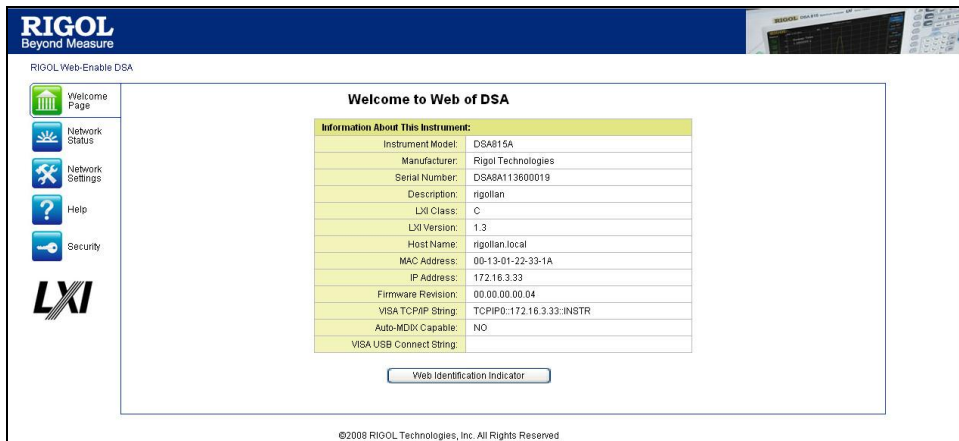 RIGOL
Beyond Measure
RIGOL
RIGOL Web-Enable DSA
Welcome Page
Network Status
Network Settings
Help
Security
LXI
Welcome to Web of DSA
Information About This Instrument:
Instrument Model: DSA815A
Manufacturer: Rigol Technologies
Serial Number: DSA8A113600019
Description: rigollan
LXI Class: C
LXI Version: 1.3
Host Name: rigollan.local
MAC Address: 00-13-01-22-33-1A
IP Address: 172.16.3.33
Firmware Revision: 00.00.00.00.04
VISA TCP/IP String: TCPIP0::172.16.3.33::INSTR
Auto-MDIX Capable: NO
VISA USB Connect String:
Web Identification Indicator
©2008 RIGOL Technologies, Inc. All Rights Reserved